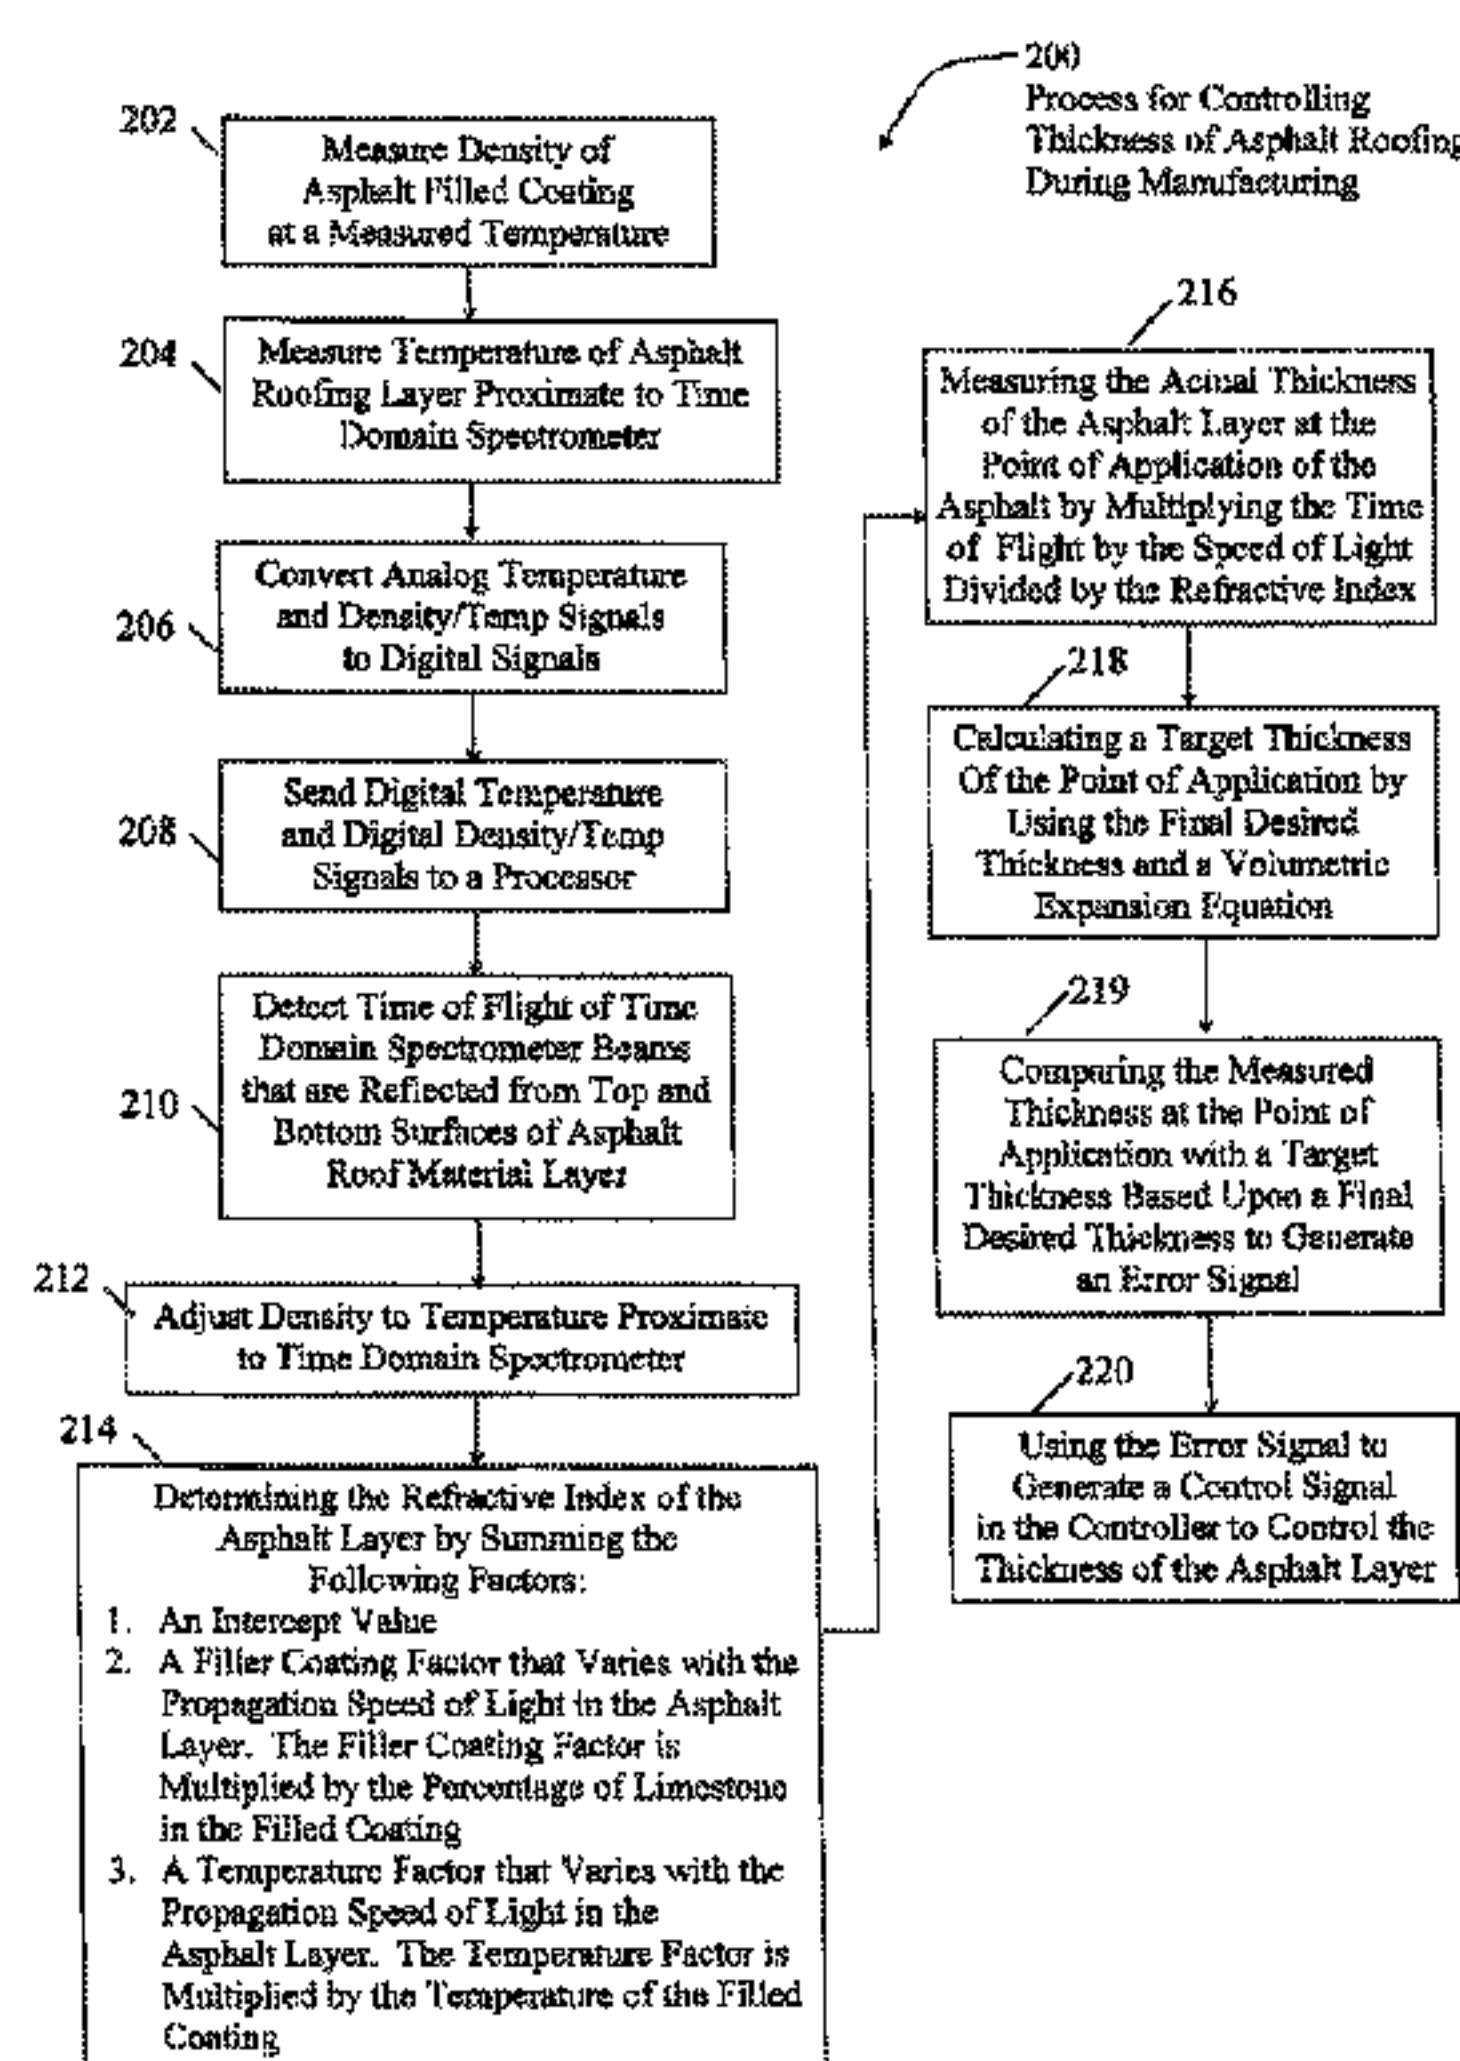 200
Process for Controlling
Thickness of Asphalt Roofing
During Manufacturing
202
Measure Density of
Asphalt Filled Coating
at a Measured Temperature
204
Measure Temperature of Asphalt
Roofing Layer Proximate to Time
Domain Spectrometer
206
Convert Analog Temperature
and Density/Temp Signals
to Digital Signals
208
Send Digital Temperature
and Digital Density/Temp
Signals to a Processor
210
Detect Time of Flight of Time
Domain Spectrometer Beams
that are Reflected from Top and
Bottom Surfaces of Asphalt
Roof Material Layer
212
Adjust Density to Temperature Proximate
to Time Domain Spectrometer
214
Determining the Refractive Index of the
Asphalt Layer by Summing the
Following Factors:
1. An Intercept Value
2. A Filler Coating Factor that Varies with the
Propagation Speed of Light in the Asphalt
Layer. The Filler Coating Factor is
Multiplied by the Percentage of Limestone
in the Filled Coating
3. A Temperature Factor that Varies with the
Propagation Speed of Light in the
Asphalt Layer. The Temperature Factor is
Multiplied by the Temperature of the Filled
Coating
216
Measuring the Actual Thickness
of the Asphalt Layer at the
Point of Application of the
Asphalt by Multiplying the Time
of Flight by the Speed of Light
Divided by the Refractive Index
218
Calculating a Target Thickness
Of the Point of Application by
Using the Final Desired
Thickness and a Volumetric
Expansion Equation
219
Comparing the Measured
Thickness at the Point of
Application with a Target
Thickness Based Upon a Final
Desired Thickness to Generate
an Error Signal
220
Using the Error Signal to
Generate a Control Signal
in the Controller to Control the
Thickness of the Asphalt Layer